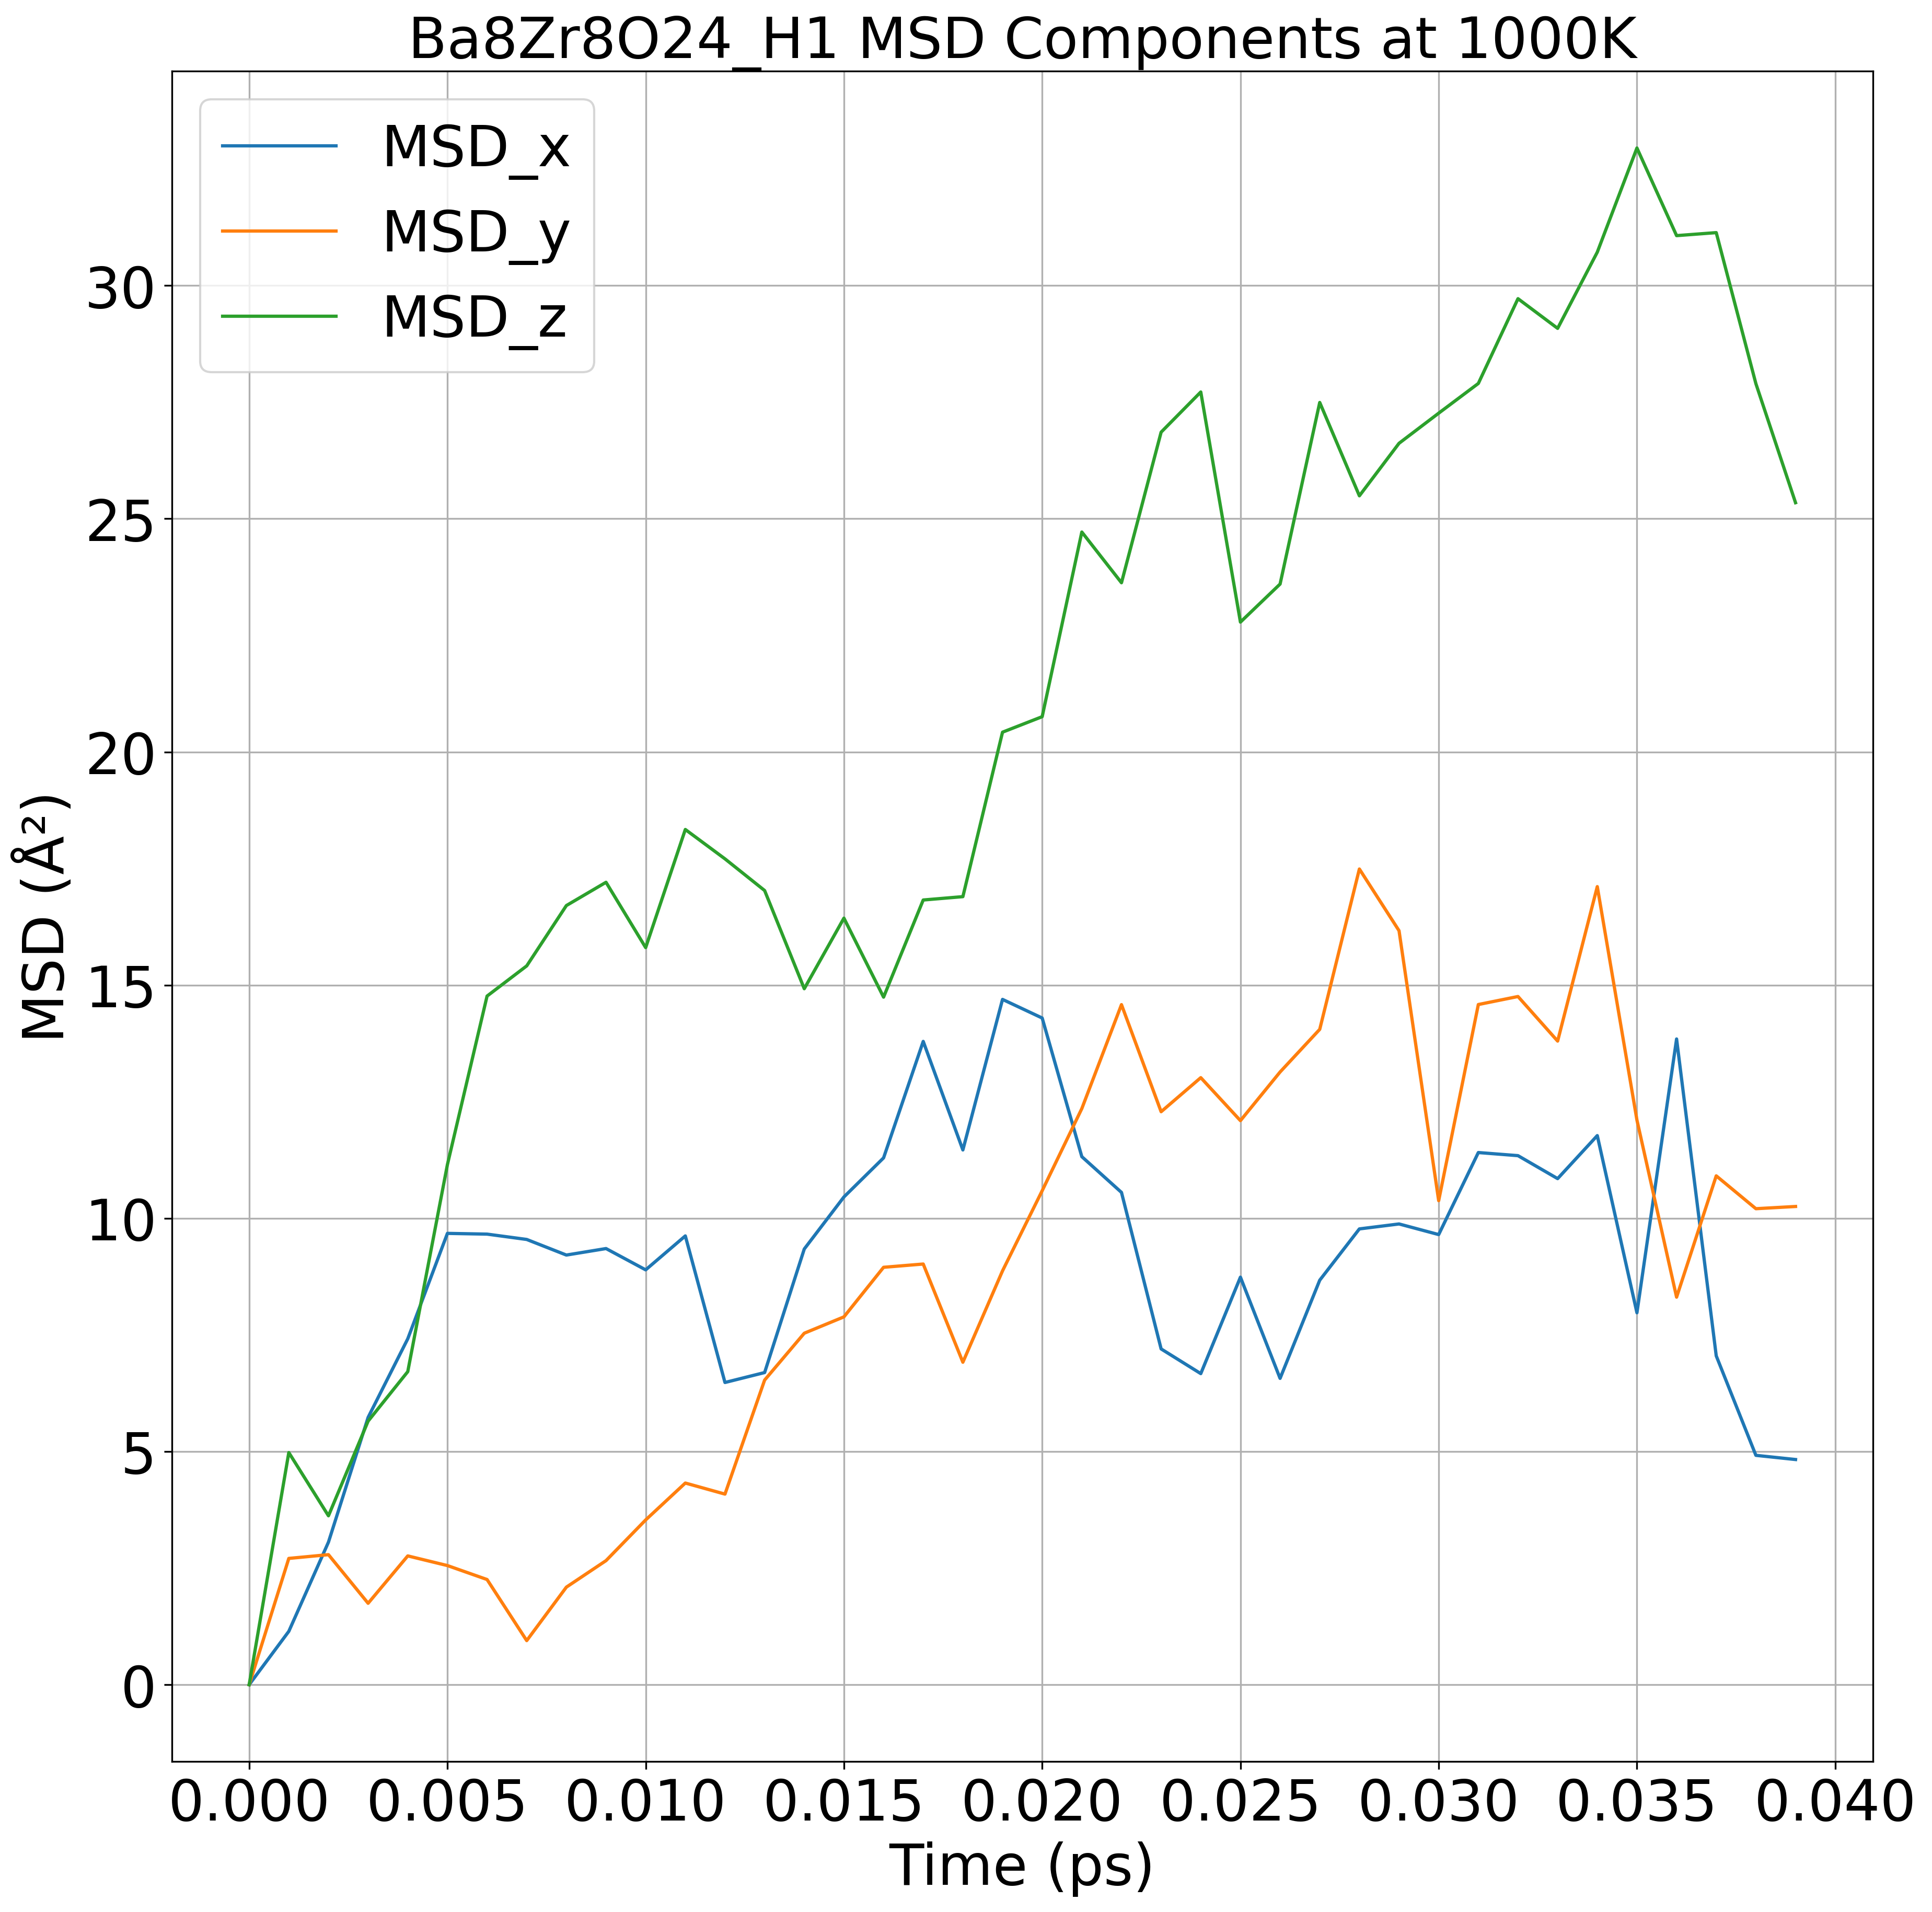 Ba8Zr8O24_H1 MSD Components at 1000K
MSD_x
MSD_y
MSD_z
30
25
20
15
10
5
0
MSD (Å²)
0.000 0.005 0.010 0.015 0.020 0.025 0.030 0.035 0.040
Time (ps)